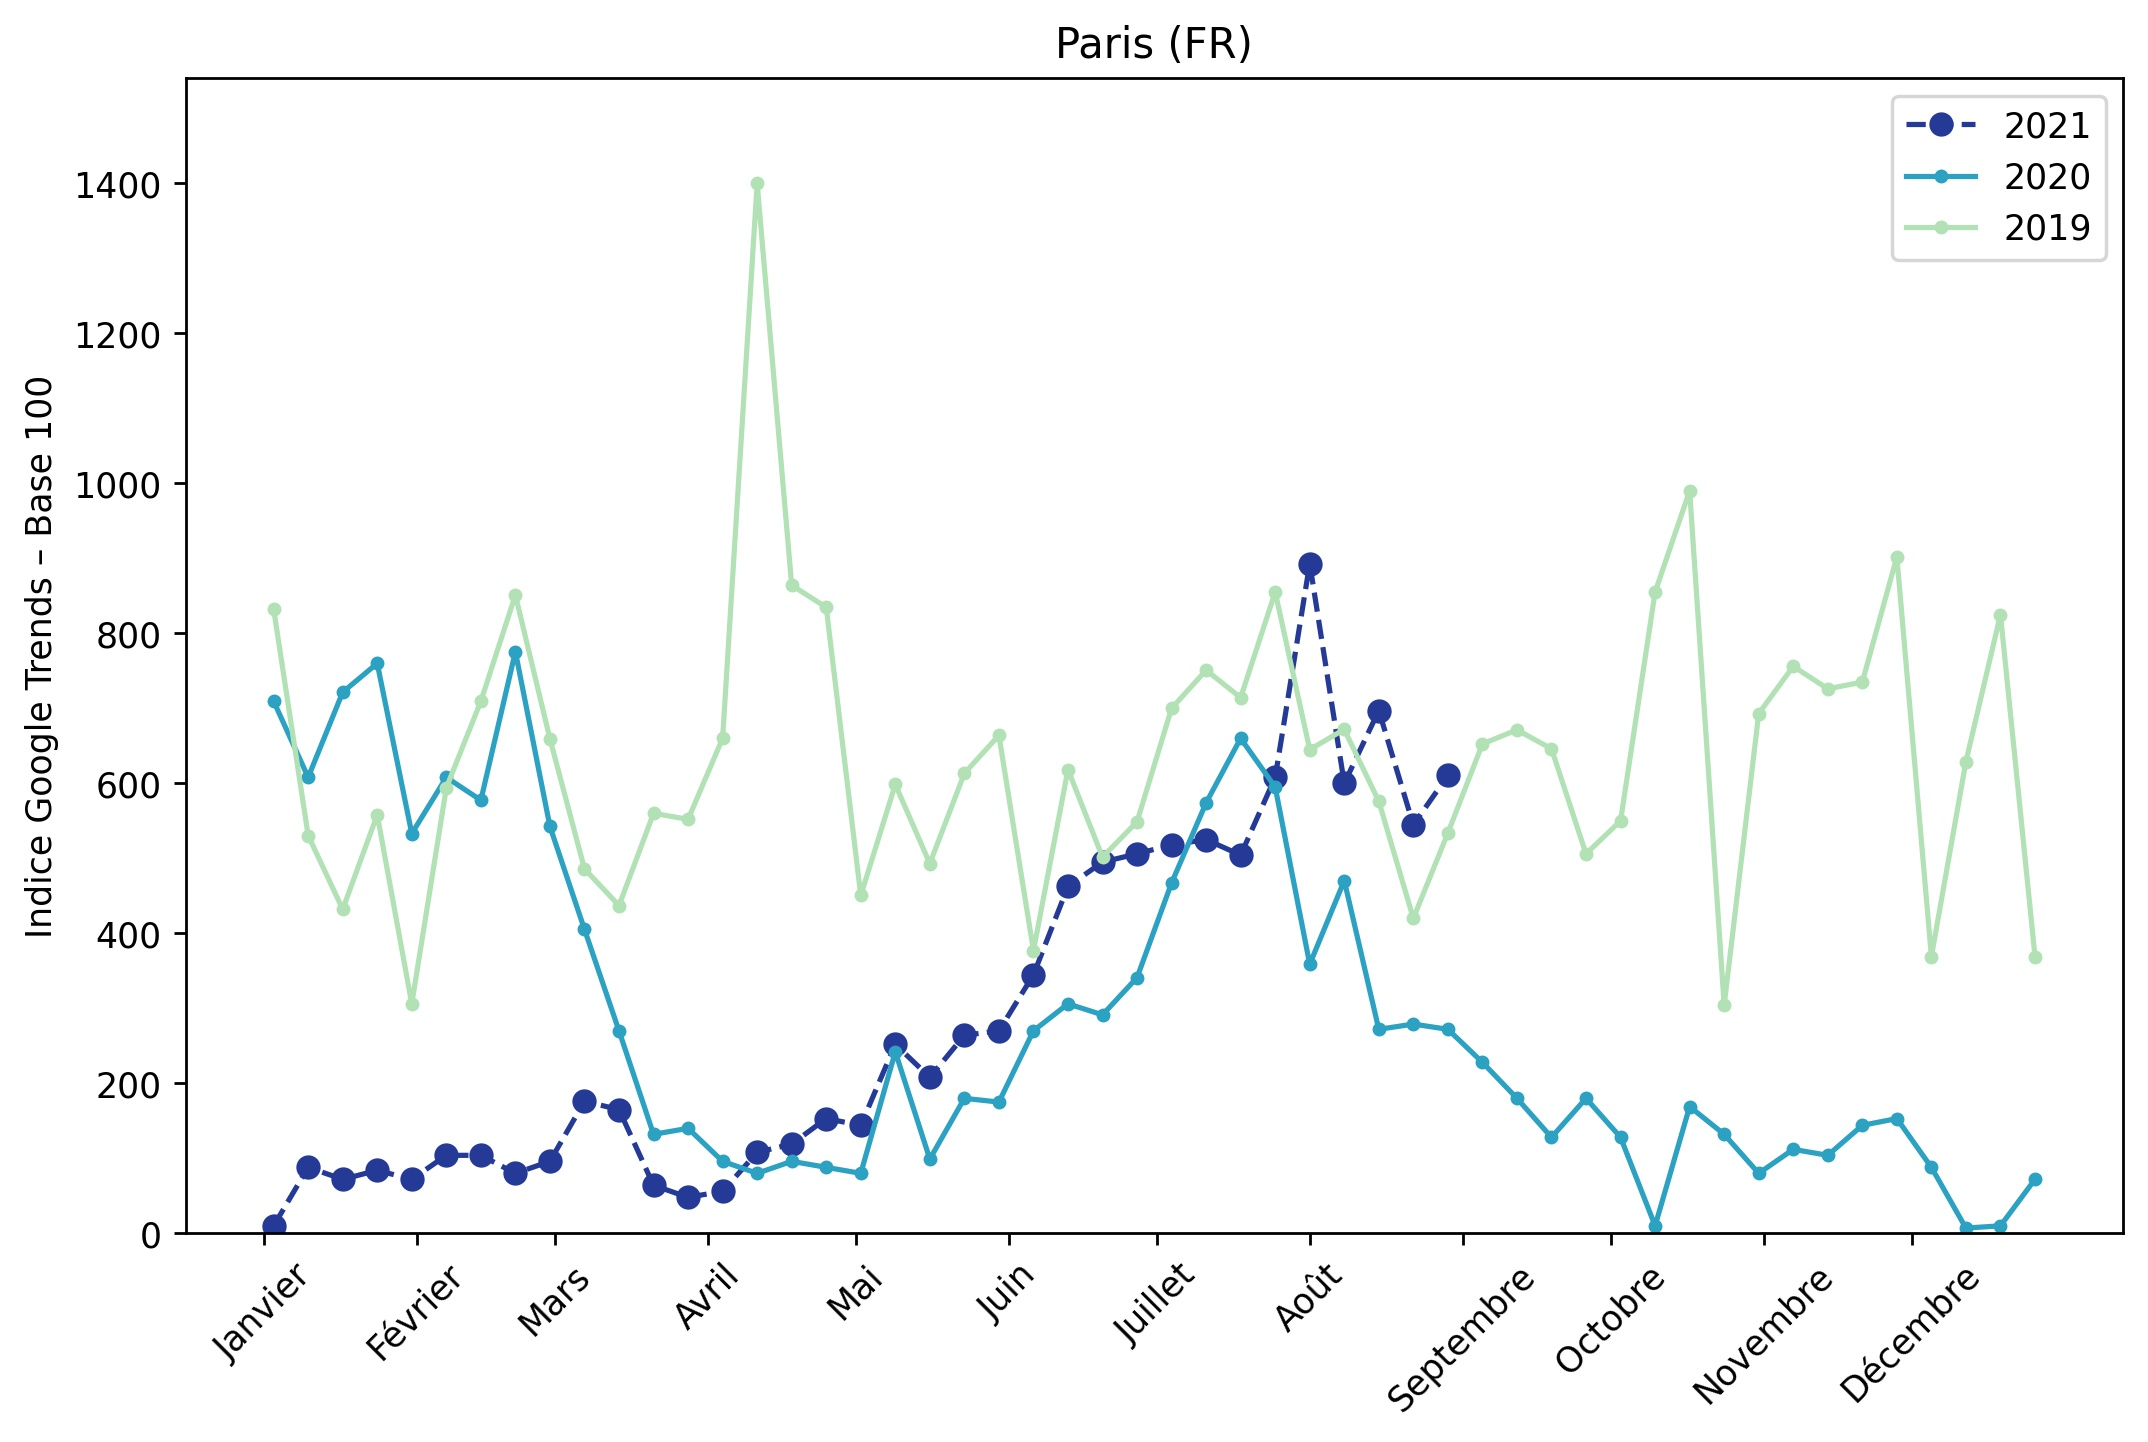 Paris (FR)
2021
2020
2019
Indice Google Trends – Base 100
1400
1200
1000
800
600
400
200
0
Janvier
Février
Mars
Avril
Mai
Juin
Juillet
Août
Septembre
Octobre
Novembre
Décembre